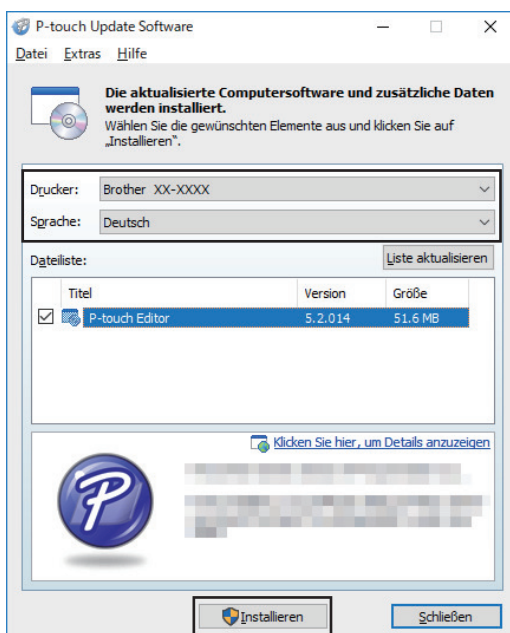 P-touch Update Software
Datei Extras Hilfe
Die aktualisierte Computersoftware und zusätzliche Daten
werden installiert.
Wählen Sie die gewünschten Elemente aus und klicken Sie auf
„Installieren“.
Drucker: Brother XX-XXXX
Sprache: Deutsch
Dateiliste: Liste aktualisieren
Titel Version Größe
P-touch Editor 5.2.014 51.6 MB
Klicken Sie hier, um Details anzuzeigen
P
Installieren Schließen